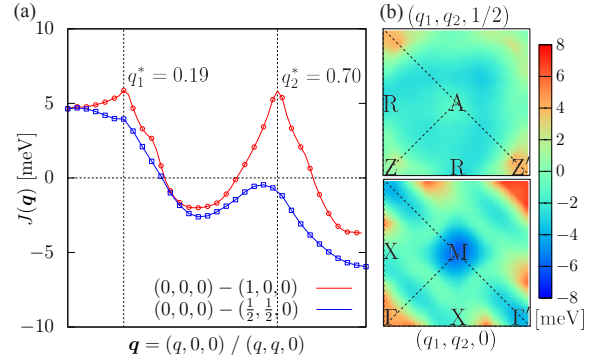 (a)
10
5
0
−5
−10
J(q) [meV]
q₁* = 0.19
q₂* = 0.70
(0,0,0) − (1,0,0)
(0,0,0) − (½,½,0)
q = (q,0,0) / (q,q,0)
(b)
(q₁, q₂, 1/2)
R
A
Z
R
Z′
X
M
Γ
X
Γ′
(q₁, q₂, 0)
8
6
4
2
0
−2
−4
−6
−8
[meV]